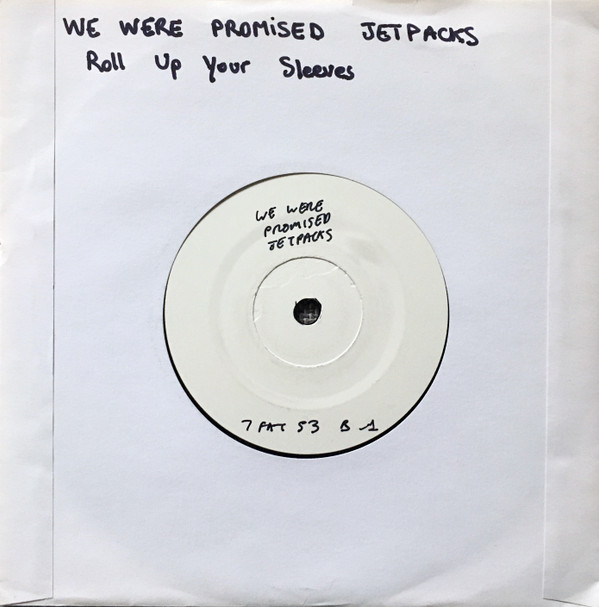 WE WERE PROMiSED JETPACKS
Roll Up Your Sleeves
WE WERE
PROMISED
JETPACKS
7 FAT 53 B 1